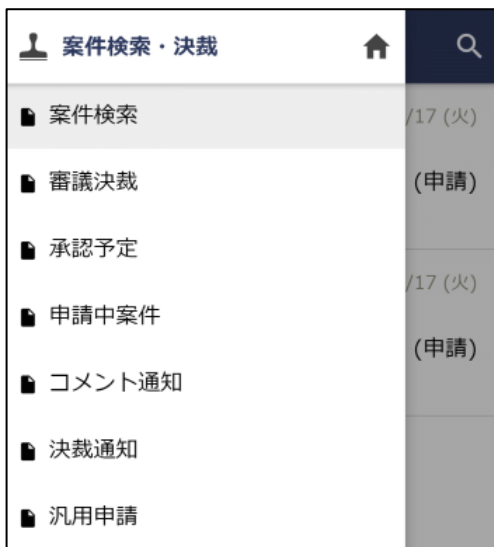 案件検索・決裁
案件検索
/17 (火)
審議決裁
(申請)
承認予定
/17 (火)
申請中案件
(申請)
コメント通知
決裁通知
汎用申請